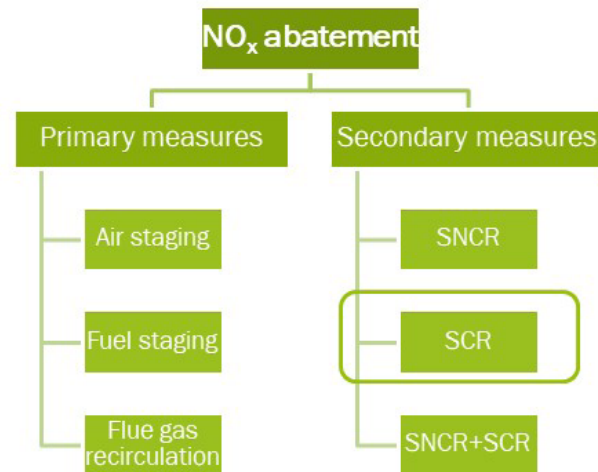 NOₓ abatement
Primary measures
Secondary measures
Air staging
SNCR
Fuel staging
SCR
Flue gas
recirculation
SNCR+SCR